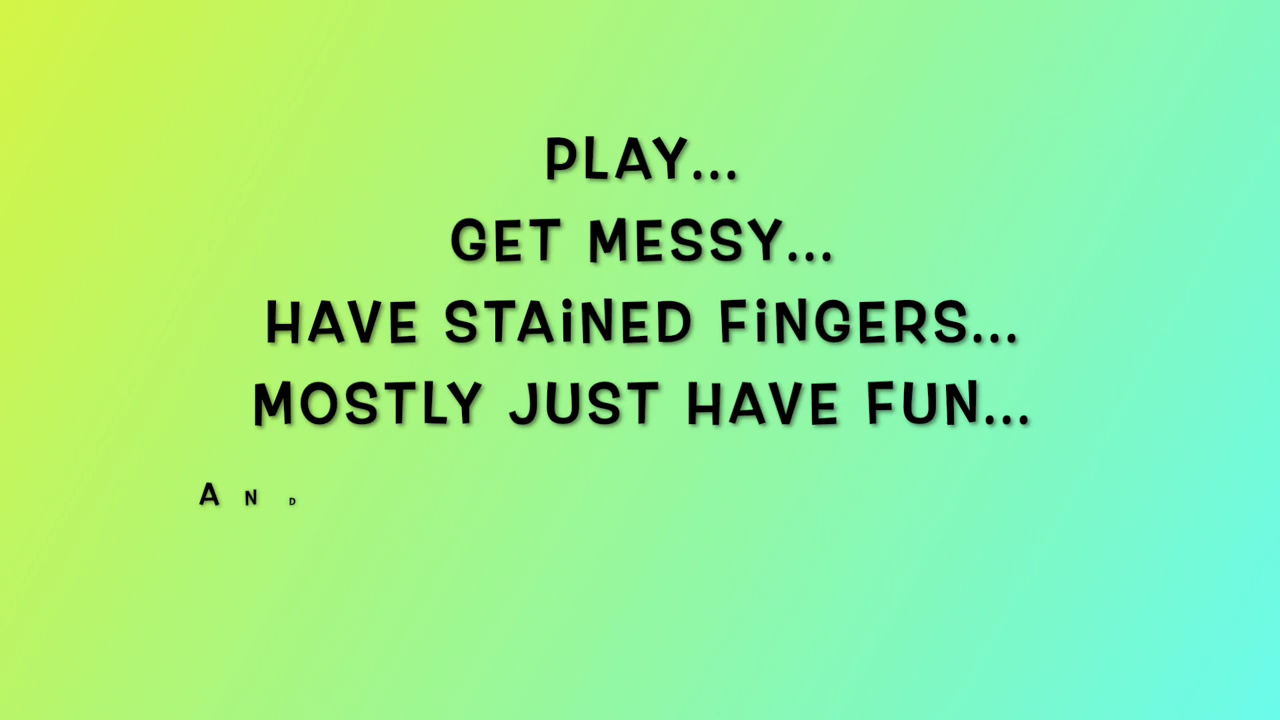 PLAY...
GET MESSY...
HAVE STAiNED FiNGERS...
MOSTLY JUST HAVE FUN...
AND